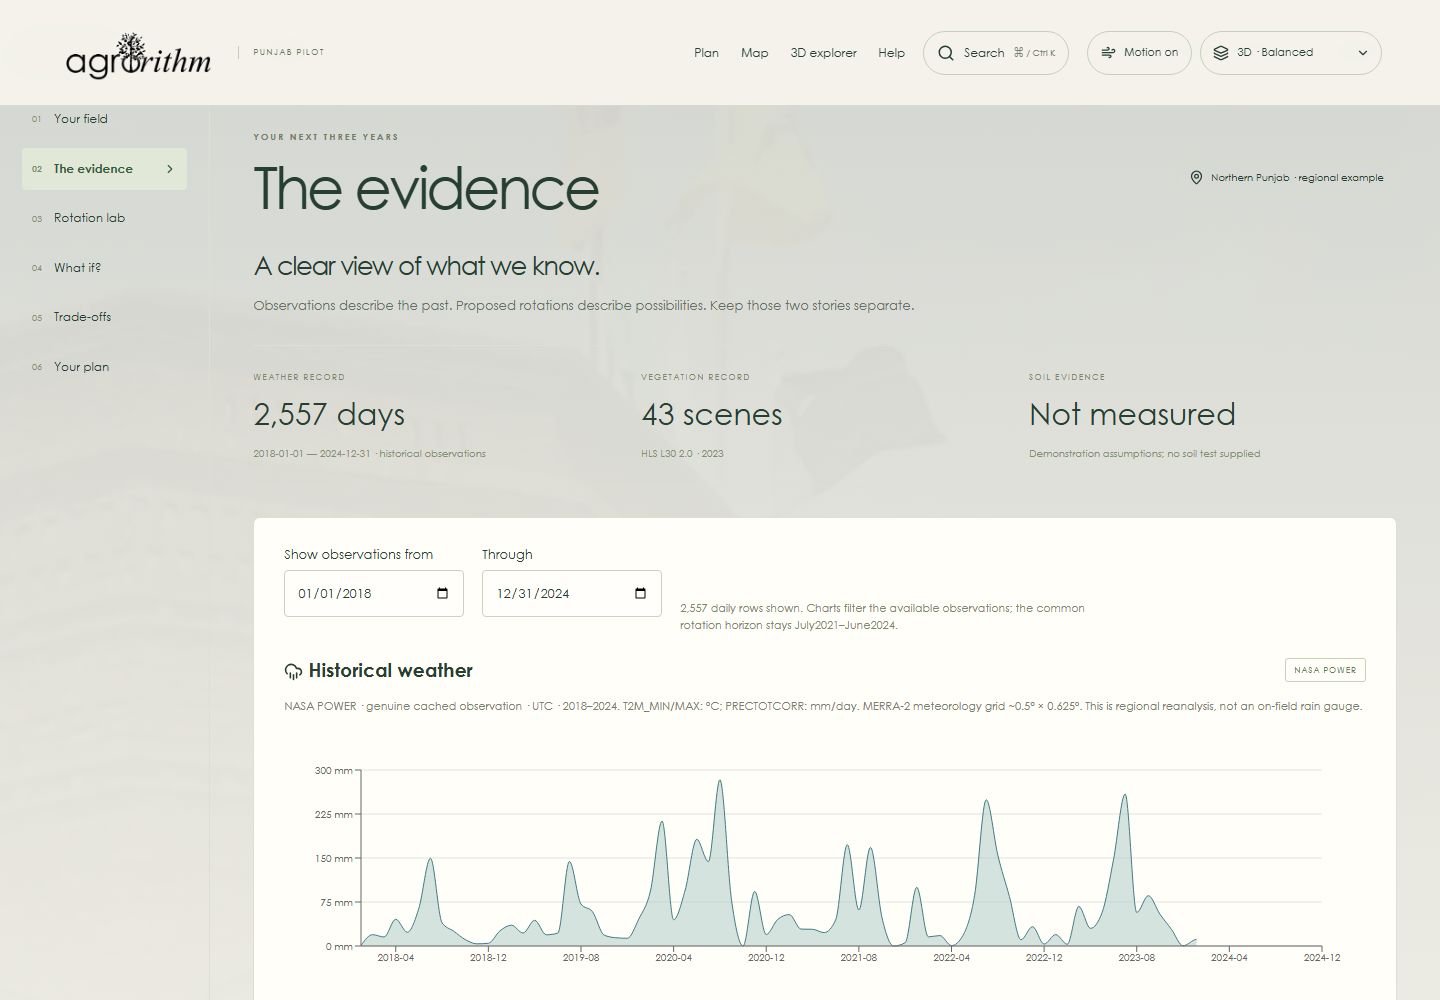 agrorithm
PUNJAB PILOT
Plan
Map
3D explorer
Help
Search ⌘ / Ctrl K
Motion on
3D · Balanced
01 Your field
02 The evidence
03 Rotation lab
04 What if?
05 Trade-offs
06 Your plan
YOUR NEXT THREE YEARS
The evidence
Northern Punjab · regional example
A clear view of what we know.
Observations describe the past. Proposed rotations describe possibilities. Keep those two stories separate.
WEATHER RECORD
2,557 days
2018-01-01 — 2024-12-31 · historical observations
VEGETATION RECORD
43 scenes
HLS L30 2.0 · 2023
SOIL EVIDENCE
Not measured
Demonstration assumptions; no soil test supplied
Show observations from
01/01/2018
Through
12/31/2024
2,557 daily rows shown. Charts filter the available observations; the common
rotation horizon stays July2021–June2024.
Historical weather
NASA POWER
NASA POWER · genuine cached observation · UTC · 2018–2024. T2M_MIN/MAX: °C; PRECTOTCORR: mm/day. MERRA-2 meteorology grid ~0.5° × 0.625°. This is regional reanalysis, not an on-field rain gauge.
300 mm
225 mm
150 mm
75 mm
0 mm
2018-04
2018-12
2019-08
2020-04
2020-12
2021-08
2022-04
2022-12
2023-08
2024-04
2024-12